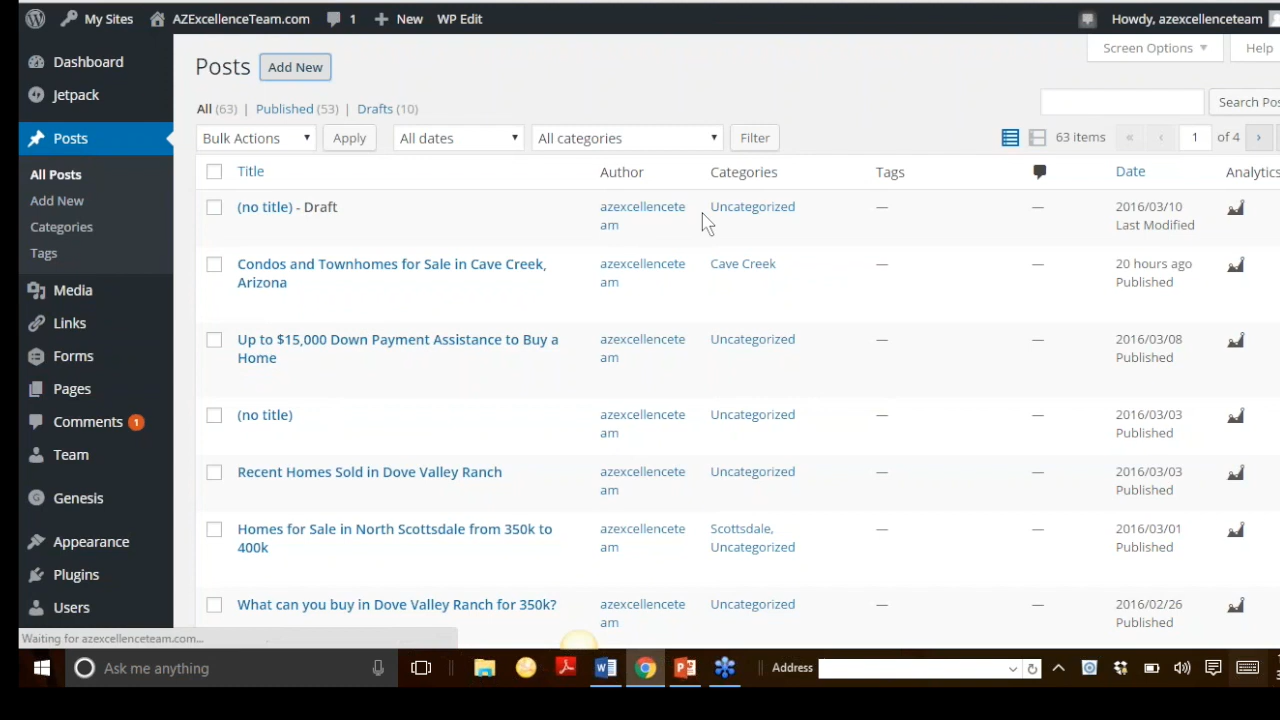 My Sites AZExcellenceTeam.com 1 New WP Edit Howdy, azexcellenceteam
Screen Options Help
Dashboard
Jetpack
Posts
All Posts
Add New
Categories
Tags
Media
Links
Forms
Pages
Comments 1
Team
Genesis
Appearance
Plugins
Users
Posts Add New
All (63) | Published (53) | Drafts (10)
Bulk Actions Apply All dates All categories Filter 63 items « ‹ 1 of 4 ›
Title Author Categories Tags Date Analytics
(no title) - Draft azexcellencete Uncategorized — — 2016/03/10
am Last Modified
Condos and Townhomes for Sale in Cave Creek, azexcellencete Cave Creek — — 20 hours ago
Arizona am Published
Up to $15,000 Down Payment Assistance to Buy a azexcellencete Uncategorized — — 2016/03/08
Home am Published
(no title) azexcellencete Uncategorized — — 2016/03/03
am Published
Recent Homes Sold in Dove Valley Ranch azexcellencete Uncategorized — — 2016/03/03
am Published
Homes for Sale in North Scottsdale from 350k to azexcellencete Scottsdale, — — 2016/03/01
400k am Uncategorized Published
What can you buy in Dove Valley Ranch for 350k? azexcellencete Uncategorized — — 2016/02/26
am Published
Waiting for azexcellenceteam.com...
Ask me anything Address